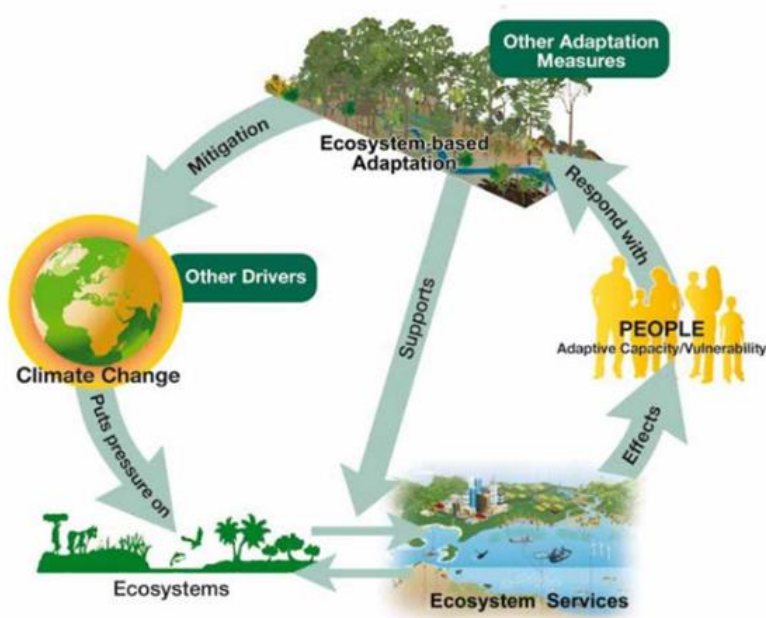 Other Adaptation
Measures
Ecosystem-based
Adaptation
Mitigation
Respond with
Other Drivers
Supports
PEOPLE
Adaptive Capacity/Vulnerability
Climate Change
Puts pressure on
Effects
Ecosystems
Ecosystem Services